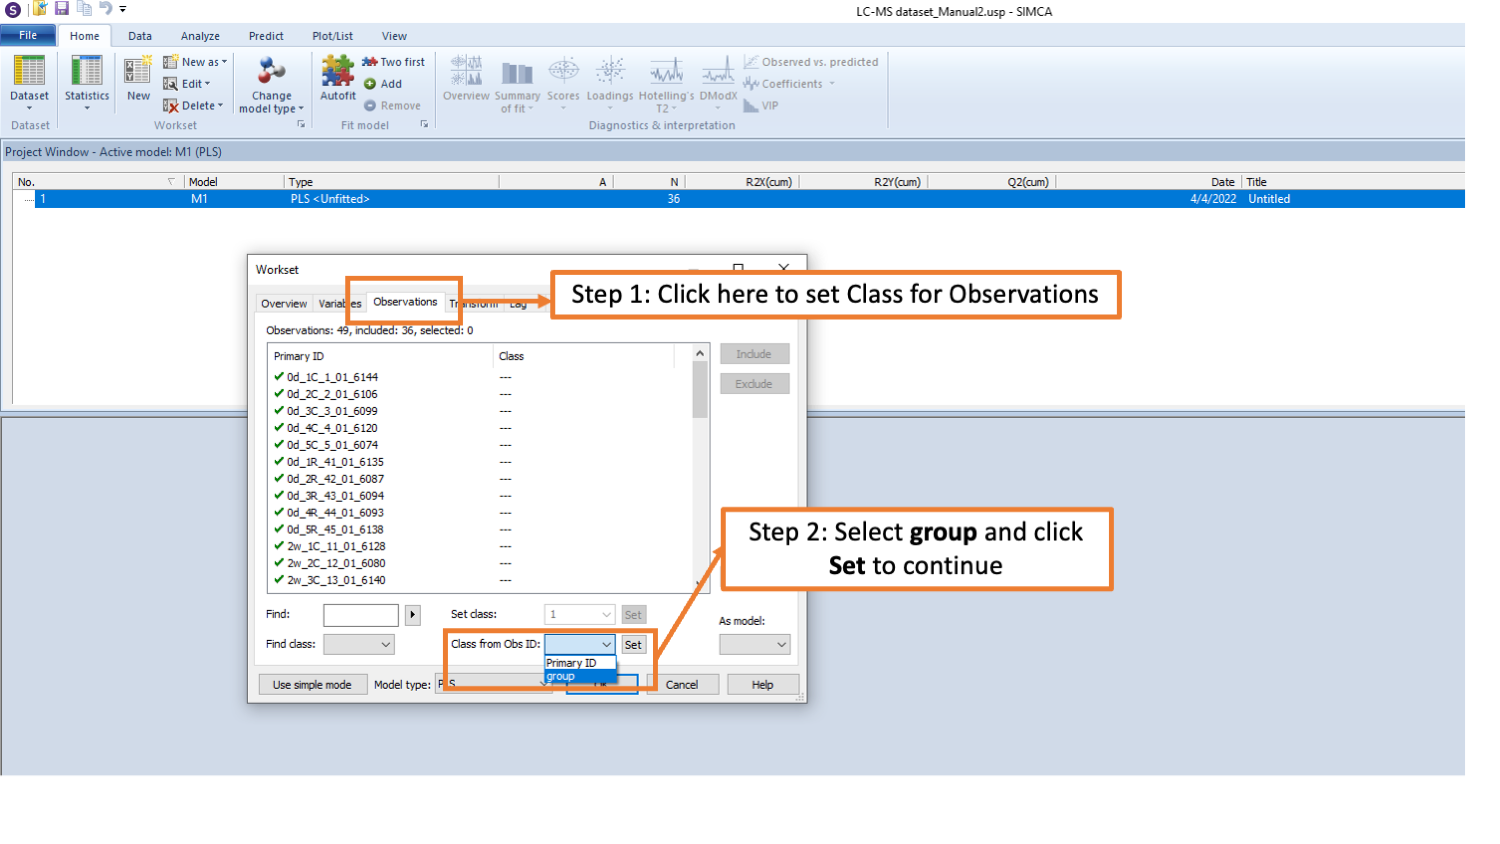 S
LC-MS dataset_Manual2.usp - SIMCA
File Home Data Analyze Predict Plot/List View
New as Two first Observed vs. predicted
Edit Add Coefficients
Dataset Statistics New Delete Change model type Autofit Remove Overview Summary of fit Scores Loadings Hotelling's T2 DModX VIP
Dataset Workset Fit model Diagnostics & interpretation
Project Window - Active model: M1 (PLS)
No. Model Type A N R2X(cum) R2Y(cum) Q2(cum) Date Title
1 M1 PLS <Unfitted> 36 4/4/2022 Untitled
Workset
Overview Variables Observations Transform Lag
Step 1: Click here to set Class for Observations
Observations: 49, included: 36, selected: 0
Primary ID Class Include
0d_1C_1_01_6144 --- Exclude
0d_2C_2_01_6106 ---
0d_3C_3_01_6099 ---
0d_4C_4_01_6120 ---
0d_5C_5_01_6074 ---
0d_1R_41_01_6135 ---
0d_2R_42_01_6087 ---
0d_3R_43_01_6094 ---
0d_4R_44_01_6093 ---
0d_5R_45_01_6138 ---
2w_1C_11_01_6128 ---
2w_2C_12_01_6080 ---
2w_3C_13_01_6140 ---
Step 2: Select group and click
Set to continue
Find: Set class: 1 Set As model:
Find class: Class from Obs ID: Set
Primary ID
group
Use simple mode Model type: PLS OK Cancel Help